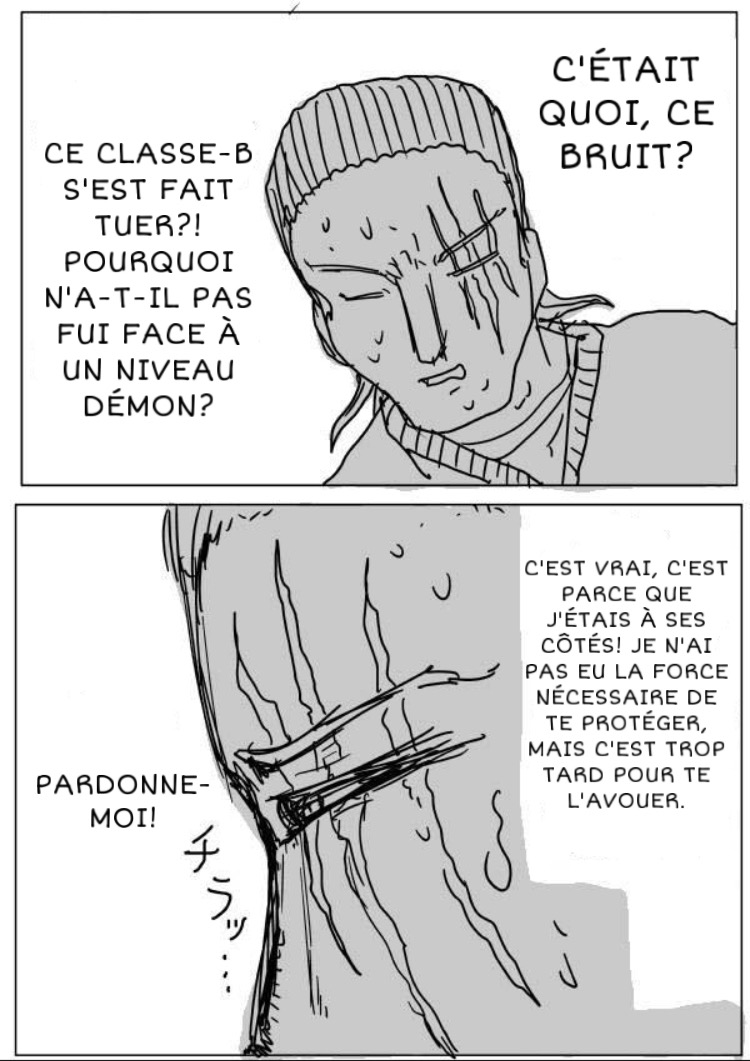 C'ÉTAIT
QUOI, CE
BRUIT?
CE CLASSE-B
S'EST FAIT
TUER?!
POURQUOI
N'A-T-IL PAS
FUI FACE À
UN NIVEAU
DÉMON?
C'EST VRAI, C'EST
PARCE QUE
J'ÉTAIS À SES
CÔTÉS! JE N'AI
PAS EU LA FORCE
NÉCESSAIRE DE
TE PROTÉGER,
MAIS C'EST TROP
TARD POUR TE
L'AVOUER.
PARDONNE-
MOI!
チラッ…